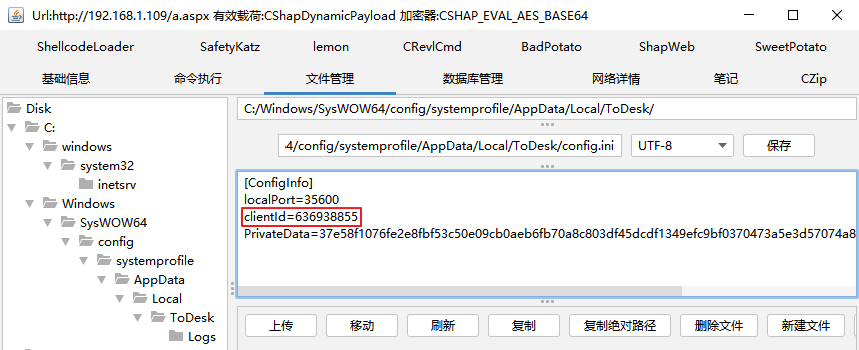 Url:http://192.168.1.109/a.aspx 有效载荷:CShapDynamicPayload 加密器:CSHAP_EVAL_AES_BASE64
ShellcodeLoader SafetyKatz lemon CRevlCmd BadPotato ShapWeb SweetPotato
基础信息 命令执行 文件管理 数据库管理 网络详情 笔记 CZip
Disk
C:
windows
system32
inetsrv
Windows
SysWOW64
config
systemprofile
AppData
Local
ToDesk
Logs
C:/Windows/SysWOW64/config/systemprofile/AppData/Local/ToDesk/
4/config/systemprofile/AppData/Local/ToDesk/config.ini UTF-8 保存
[ConfigInfo]
localPort=35600
clientId=636938855
PrivateData=37e58f1076fe2e8fbf53c50e09cb0aeb6fb70a8c803df45dcdf1349efc9bf0370473a5e3d57074a8
上传 移动 刷新 复制 复制绝对路径 删除文件 新建文件